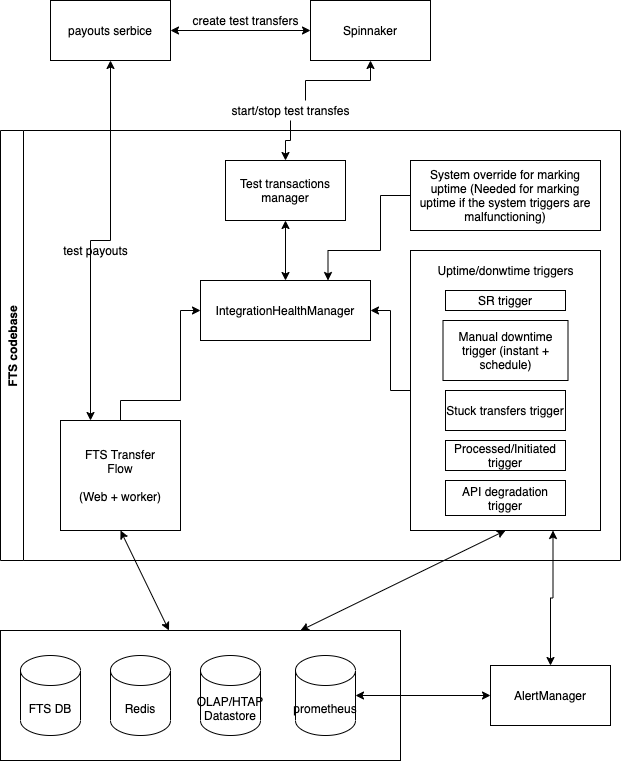 payouts serbice
create test transfers
Spinnaker
start/stop test transfes
Test transactions
manager
System override for marking
uptime (Needed for marking
uptime if the system triggers are
malfunctioning)
test payouts
Uptime/donwtime triggers
SR trigger
IntegrationHealthManager
Manual downtime
trigger (instant +
schedule)
FTS codebase
Stuck transfers trigger
FTS Transfer
Flow
(Web + worker)
Processed/Initiated
trigger
API degradation
trigger
FTS DB
Redis
OLAP/HTAP
Datastore
prometheus
AlertManager